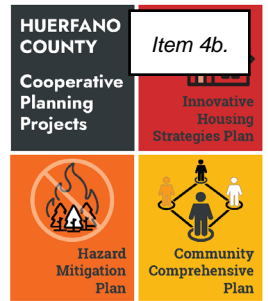 HUERFANO
COUNTY
Cooperative
Planning
Projects
Item 4b.
Innovative
Housing
Strategies Plan
Hazard
Mitigation
Plan
Community
Comprehensive
Plan